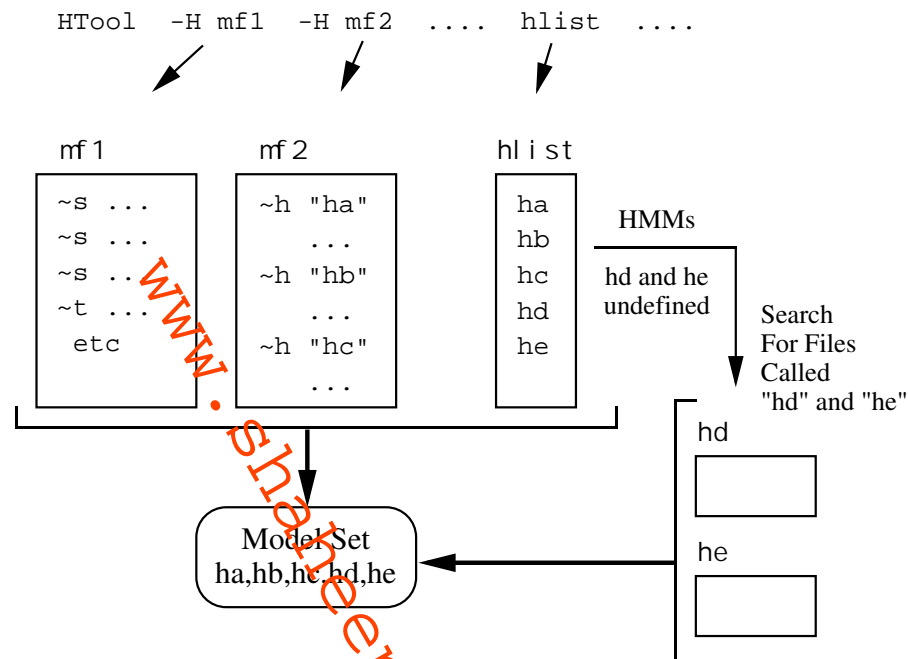 HTool -H mf1 -H mf2 .... hlist ....
mf1
~s ...
~s ...
~s ...
~t ...
etc
mf2
~h "ha"
...
~h "hb"
...
~h "hc"
...
hlist
ha
hb
hc
hd
he
HMMs
hd and he
undefined
Search
For Files
Called
"hd" and "he"
hd
he
Model Set
ha,hb,hc,hd,he
www.shaheer